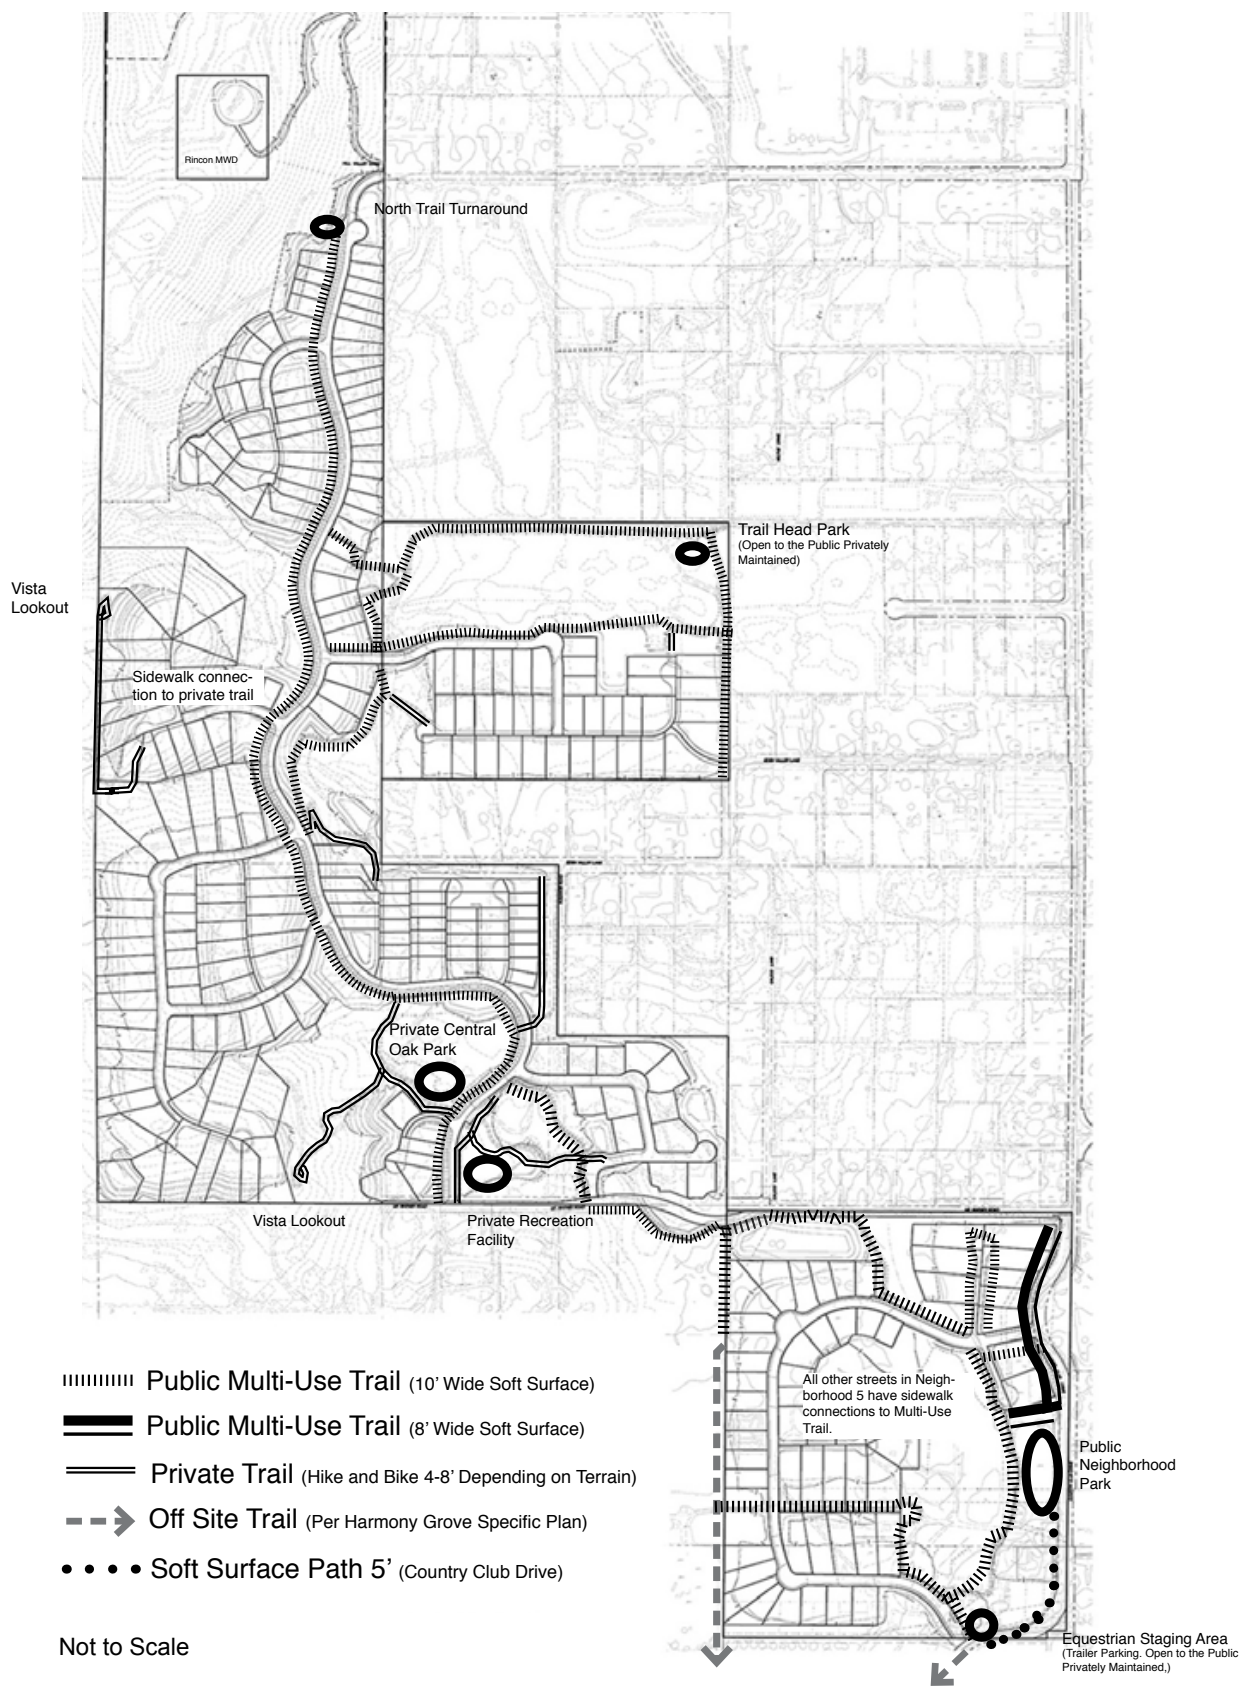 Rincon MWD
North Trail Turnaround
Trail Head Park
(Open to the Public Privately
Maintained)
Vista
Lookout
Sidewalk connec-
tion to private trail
Private Central
Oak Park
Vista Lookout
Private Recreation
Facility
All other streets in Neigh-
borhood 5 have sidewalk
connections to Multi-Use
Trail.
Public
Neighborhood
Park
Equestrian Staging Area
(Trailer Parking. Open to the Public
Privately Maintained,)
Public Multi-Use Trail (10' Wide Soft Surface)
Public Multi-Use Trail (8' Wide Soft Surface)
Private Trail (Hike and Bike 4-8' Depending on Terrain)
Off Site Trail (Per Harmony Grove Specific Plan)
Soft Surface Path 5' (Country Club Drive)
Not to Scale